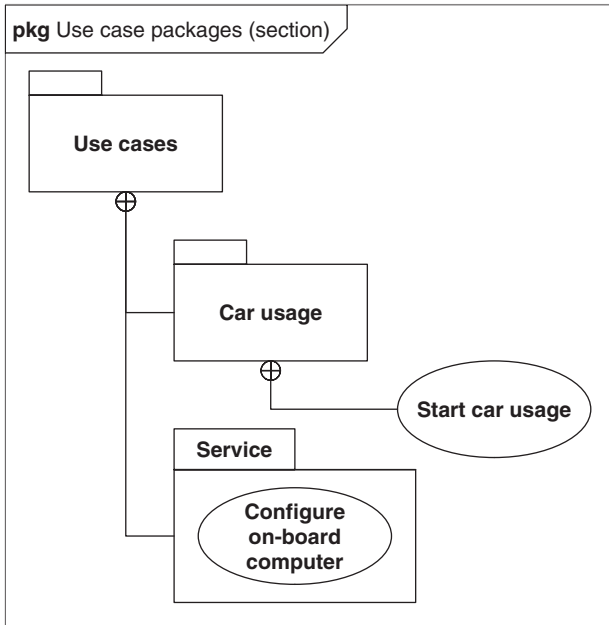 pkg Use case packages (section)
Use cases
Car usage
Start car usage
Service
Configure
on-board
computer